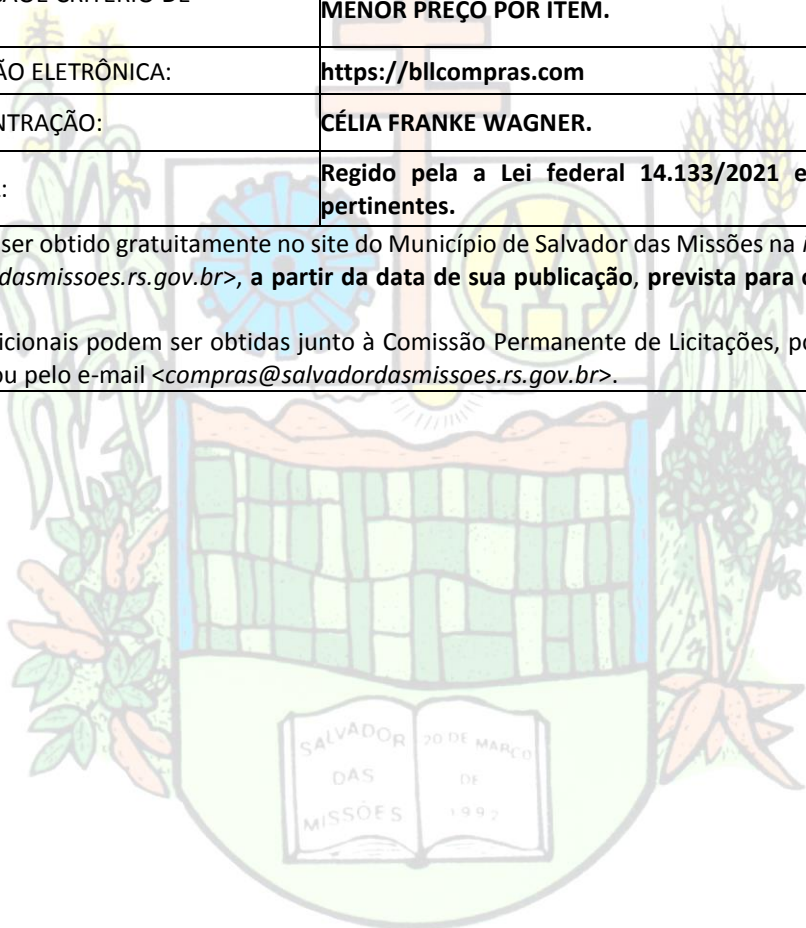 CRITÉRIO DE
MENOR PREÇO POR ITEM.
ÃO ELETRÔNICA:
https://bllcompras.com
NTRAÇÃO:
CÉLIA FRANKE WAGNER.
:
Regido pela a Lei federal 14.133/2021 e
pertinentes.
ser obtido gratuitamente no site do Município de Salvador das Missões na
dasmissoes.rs.gov.br>, a partir da data de sua publicação, prevista para
icionais podem ser obtidas junto à Comissão Permanente de Licitações,
ou pelo e-mail <compras@salvadordasmissoes.rs.gov.br>.
SALVADOR
DAS
MISSÕES
20 DE MARCO
DE
1992